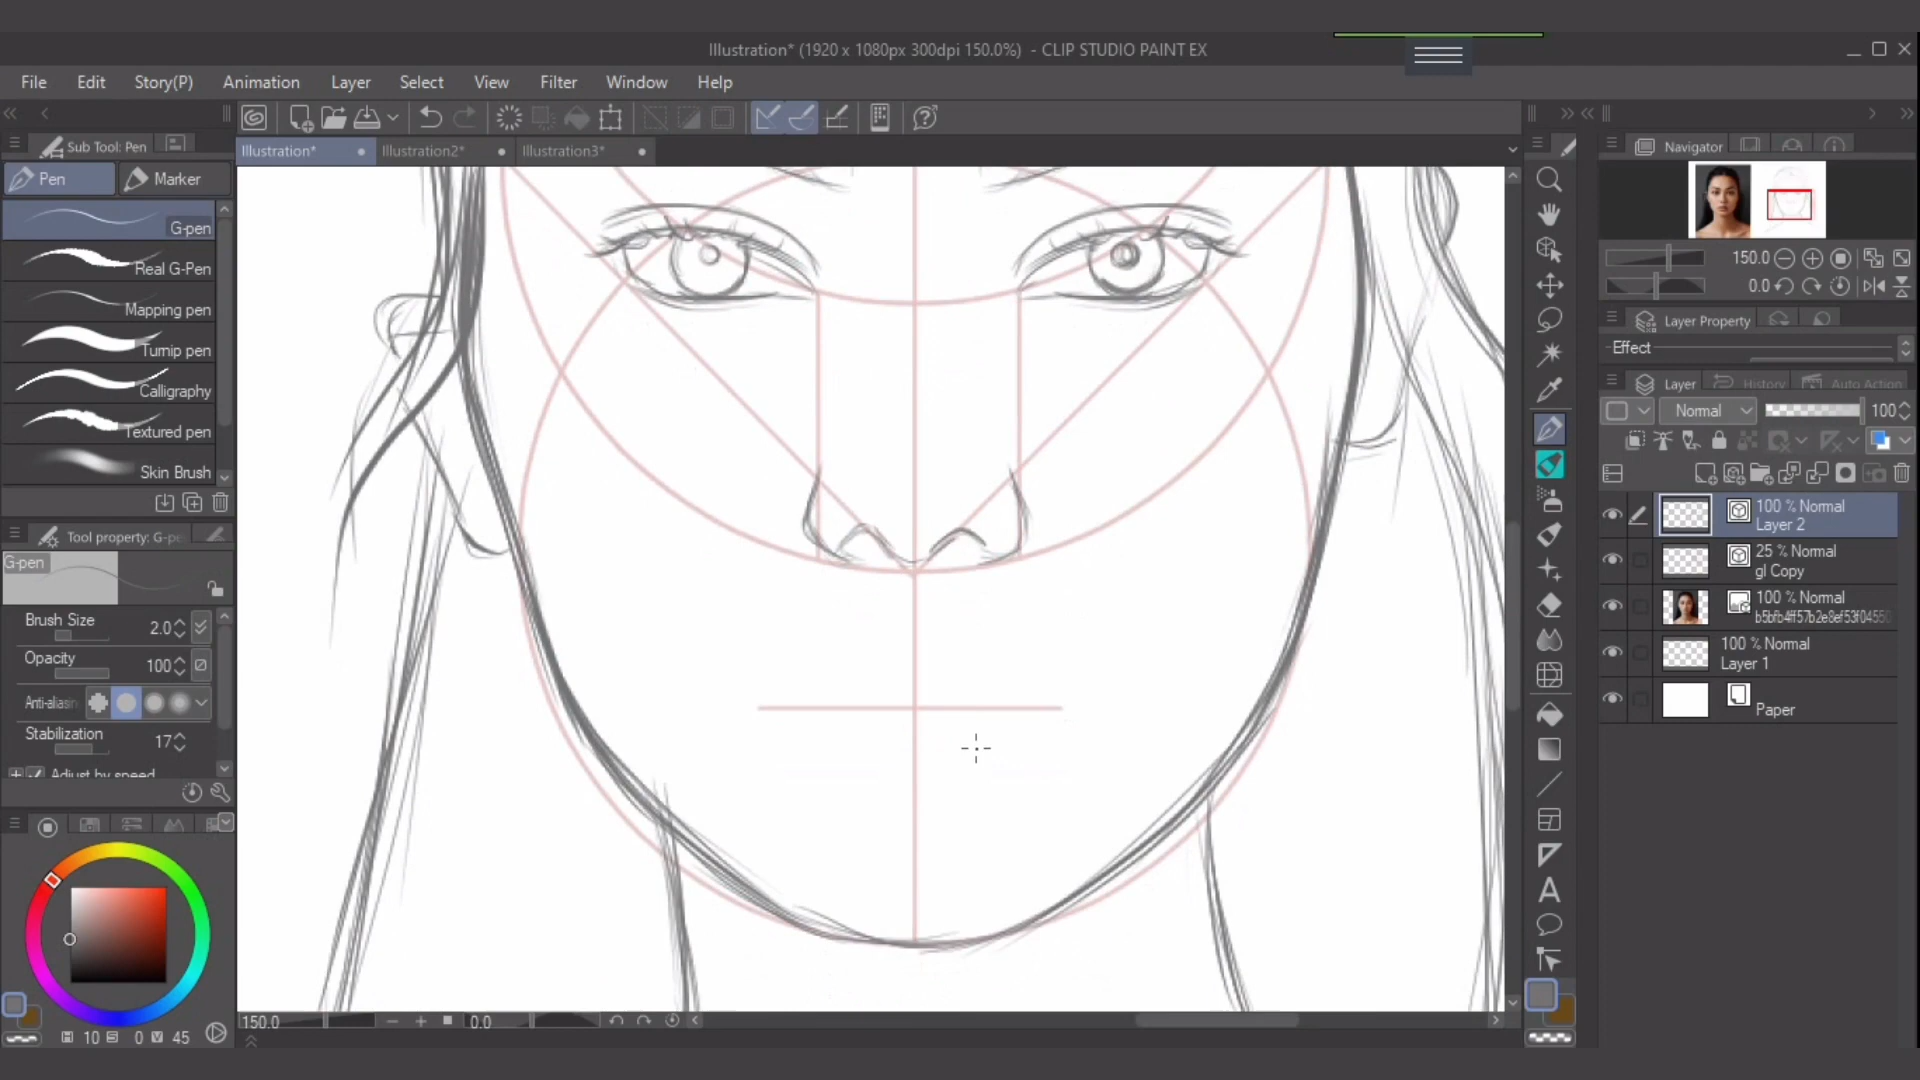 Illustration* (1920 x 1080px 300dpi 150.0%)  - CLIP STUDIO PAINT EX
File Edit Story(P) Animation Layer Select View Filter Window Help
Sub Tool: Pen
Illustration* Illustration2* Illustration3*
Navigator
Pen Marker
G-pen
Real G-Pen
Mapping pen
Turnip pen
Calligraphy
Textured pen
Skin Brush
Tool property: G-pe
G-pen
Brush Size 2.0
Opacity 100
Anti-aliasin
Stabilization 17
Adjust by speed
10 0 45
150.0 0.0
150.0
0.0
Layer Property
Effect
Layer History Auto Action
Normal 100
100 % Normal
Layer 2
25 % Normal
gl Copy
100 % Normal
100 % Normal
Layer 1
Paper